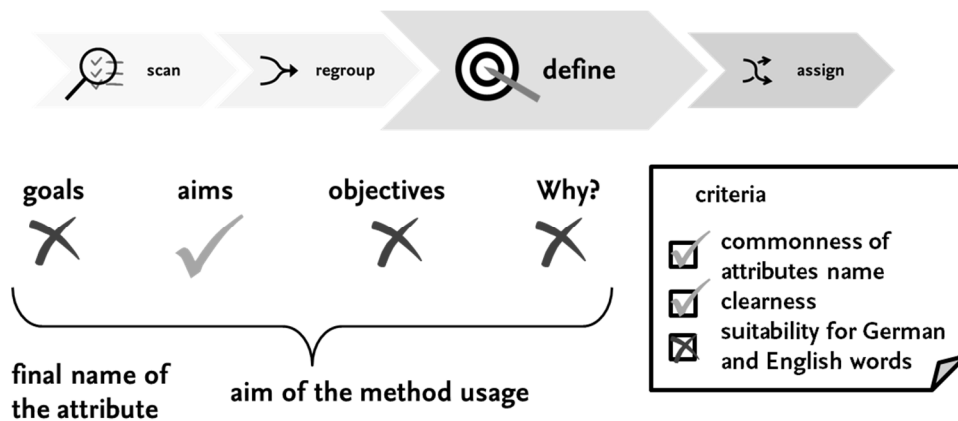 scan
regroup
define
assign
goals
aims
objectives
Why?
criteria
commonness of
attributes name
clearness
suitability for German
and English words
final name of
the attribute
aim of the method usage